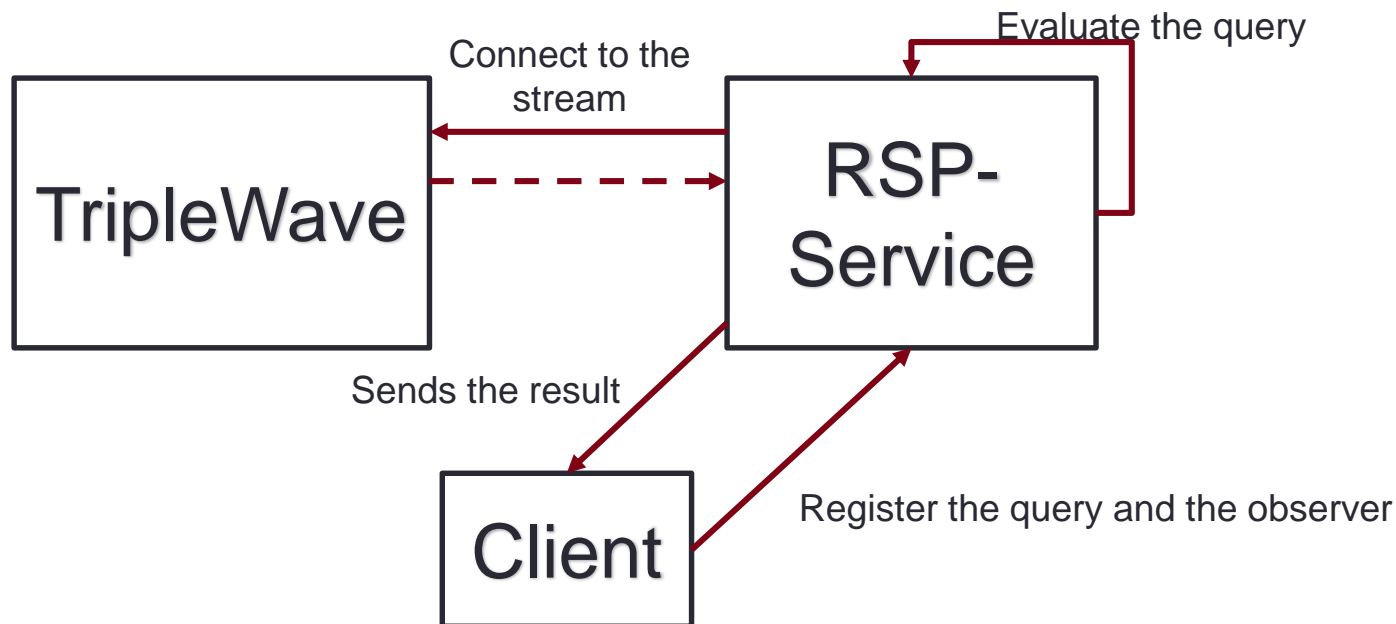 Evaluate the query
Connect to the
stream
TripleWave
RSP-
Service
Sends the result
Client
Register the query and the observer